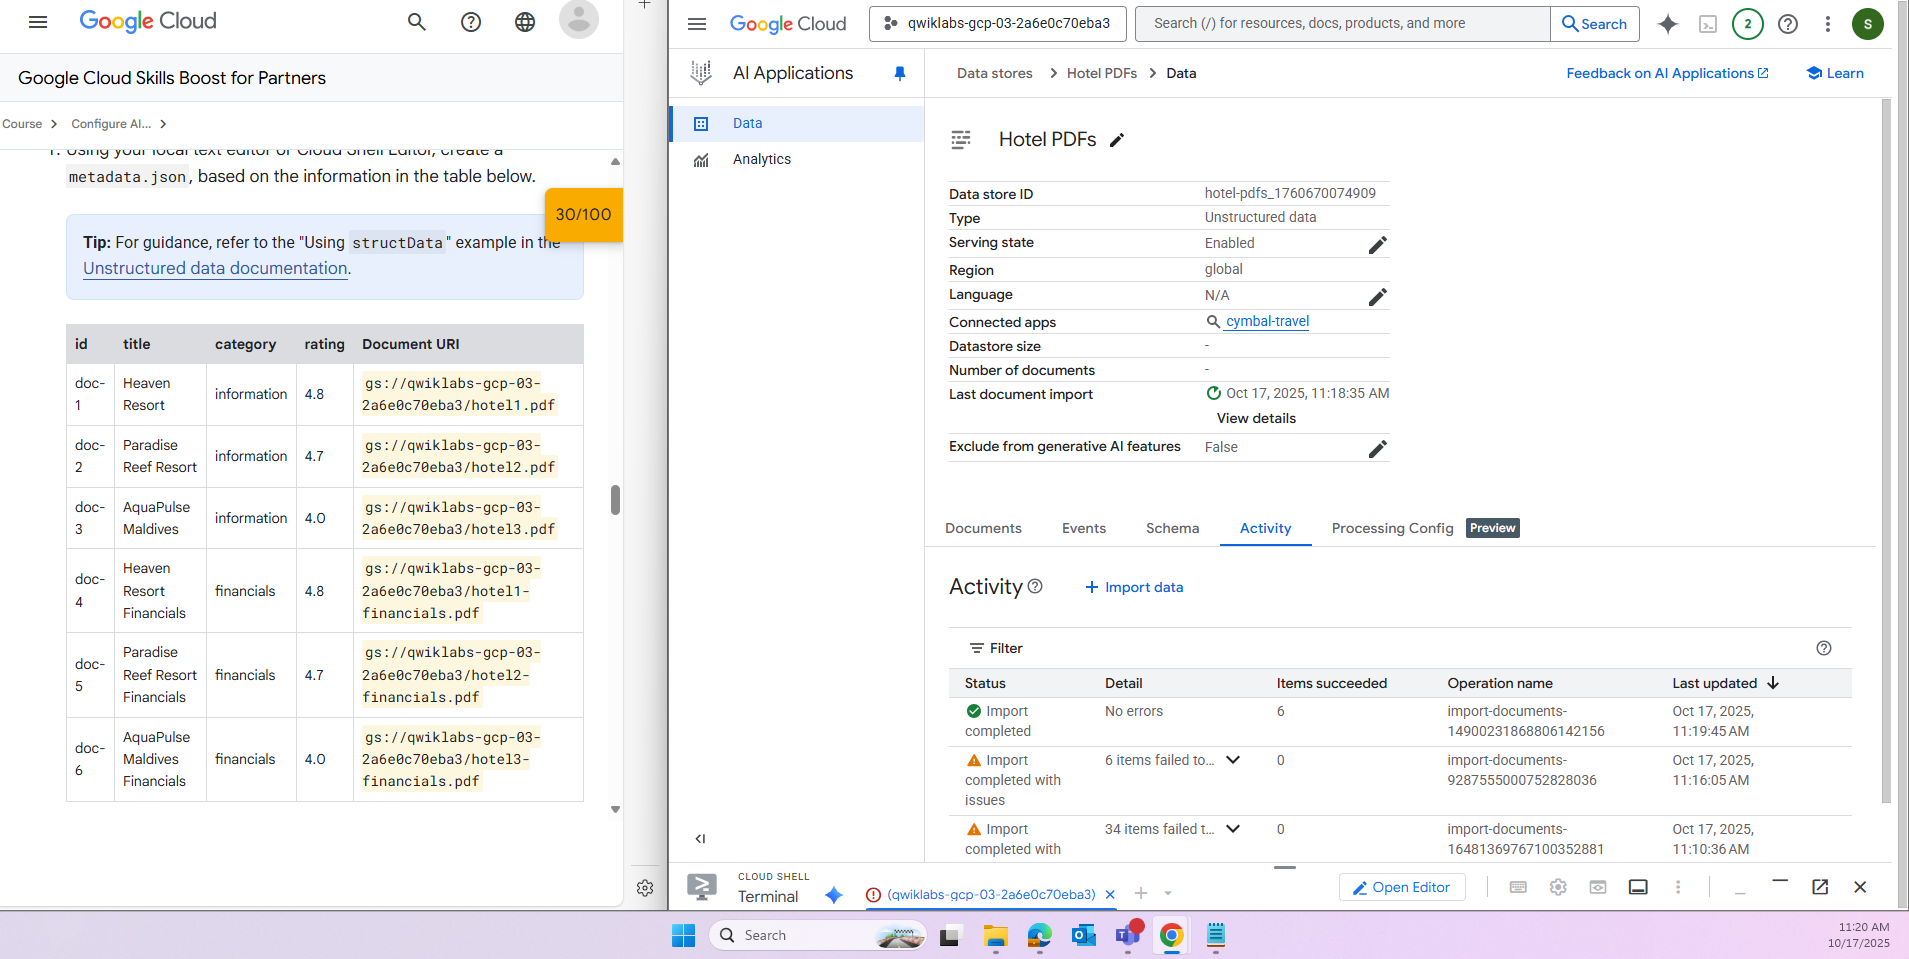 Google Cloud
Google Cloud Skills Boost for Partners
Course
Configure AI...
1. Using your local text editor or Cloud Shell Editor, create a
metadata.json, based on the information in the table below.
30/100
Tip: For guidance, refer to the "Using structData" example in the
Unstructured data documentation.
id title category rating Document URI
doc-
1
Heaven
Resort
information
4.8
gs://qwiklabs-gcp-03-
2a6e0c70eba3/hotel1.pdf
doc-
2
Paradise
Reef Resort
information
4.7
gs://qwiklabs-gcp-03-
2a6e0c70eba3/hotel2.pdf
doc-
3
AquaPulse
Maldives
information
4.0
gs://qwiklabs-gcp-03-
2a6e0c70eba3/hotel3.pdf
doc-
4
Heaven
Resort
Financials
financials
4.8
gs://qwiklabs-gcp-03-
2a6e0c70eba3/hotel1-
financials.pdf
doc-
5
Paradise
Reef Resort
Financials
financials
4.7
gs://qwiklabs-gcp-03-
2a6e0c70eba3/hotel2-
financials.pdf
doc-
6
AquaPulse
Maldives
Financials
financials
4.0
gs://qwiklabs-gcp-03-
2a6e0c70eba3/hotel3-
financials.pdf
Google Cloud
qwiklabs-gcp-03-2a6e0c70eba3
Search (/) for resources, docs, products, and more
Search
2
S
AI Applications
Data stores
Hotel PDFs
Data
Feedback on AI Applications
Learn
Data
Analytics
Hotel PDFs
Data store ID hotel-pdfs_1760670074909
Type Unstructured data
Serving state Enabled
Region global
Language N/A
Connected apps cymbal-travel
Datastore size -
Number of documents -
Last document import Oct 17, 2025, 11:18:35 AM
View details
Exclude from generative AI features False
Documents Events Schema Activity Processing Config Preview
Activity
+ Import data
Filter
Status Detail Items succeeded Operation name Last updated
Import
completed
No errors
6
import-documents-
14900231868806142156
Oct 17, 2025,
11:19:45 AM
Import
completed with
issues
6 items failed to...
0
import-documents-
9287555000752828036
Oct 17, 2025,
11:16:05 AM
Import
completed with
34 items failed t...
0
import-documents-
16481369767100352881
Oct 17, 2025,
11:10:36 AM
CLOUD SHELL
Terminal
(qwiklabs-gcp-03-2a6e0c70eba3)
Open Editor
Search
11:20 AM
10/17/2025